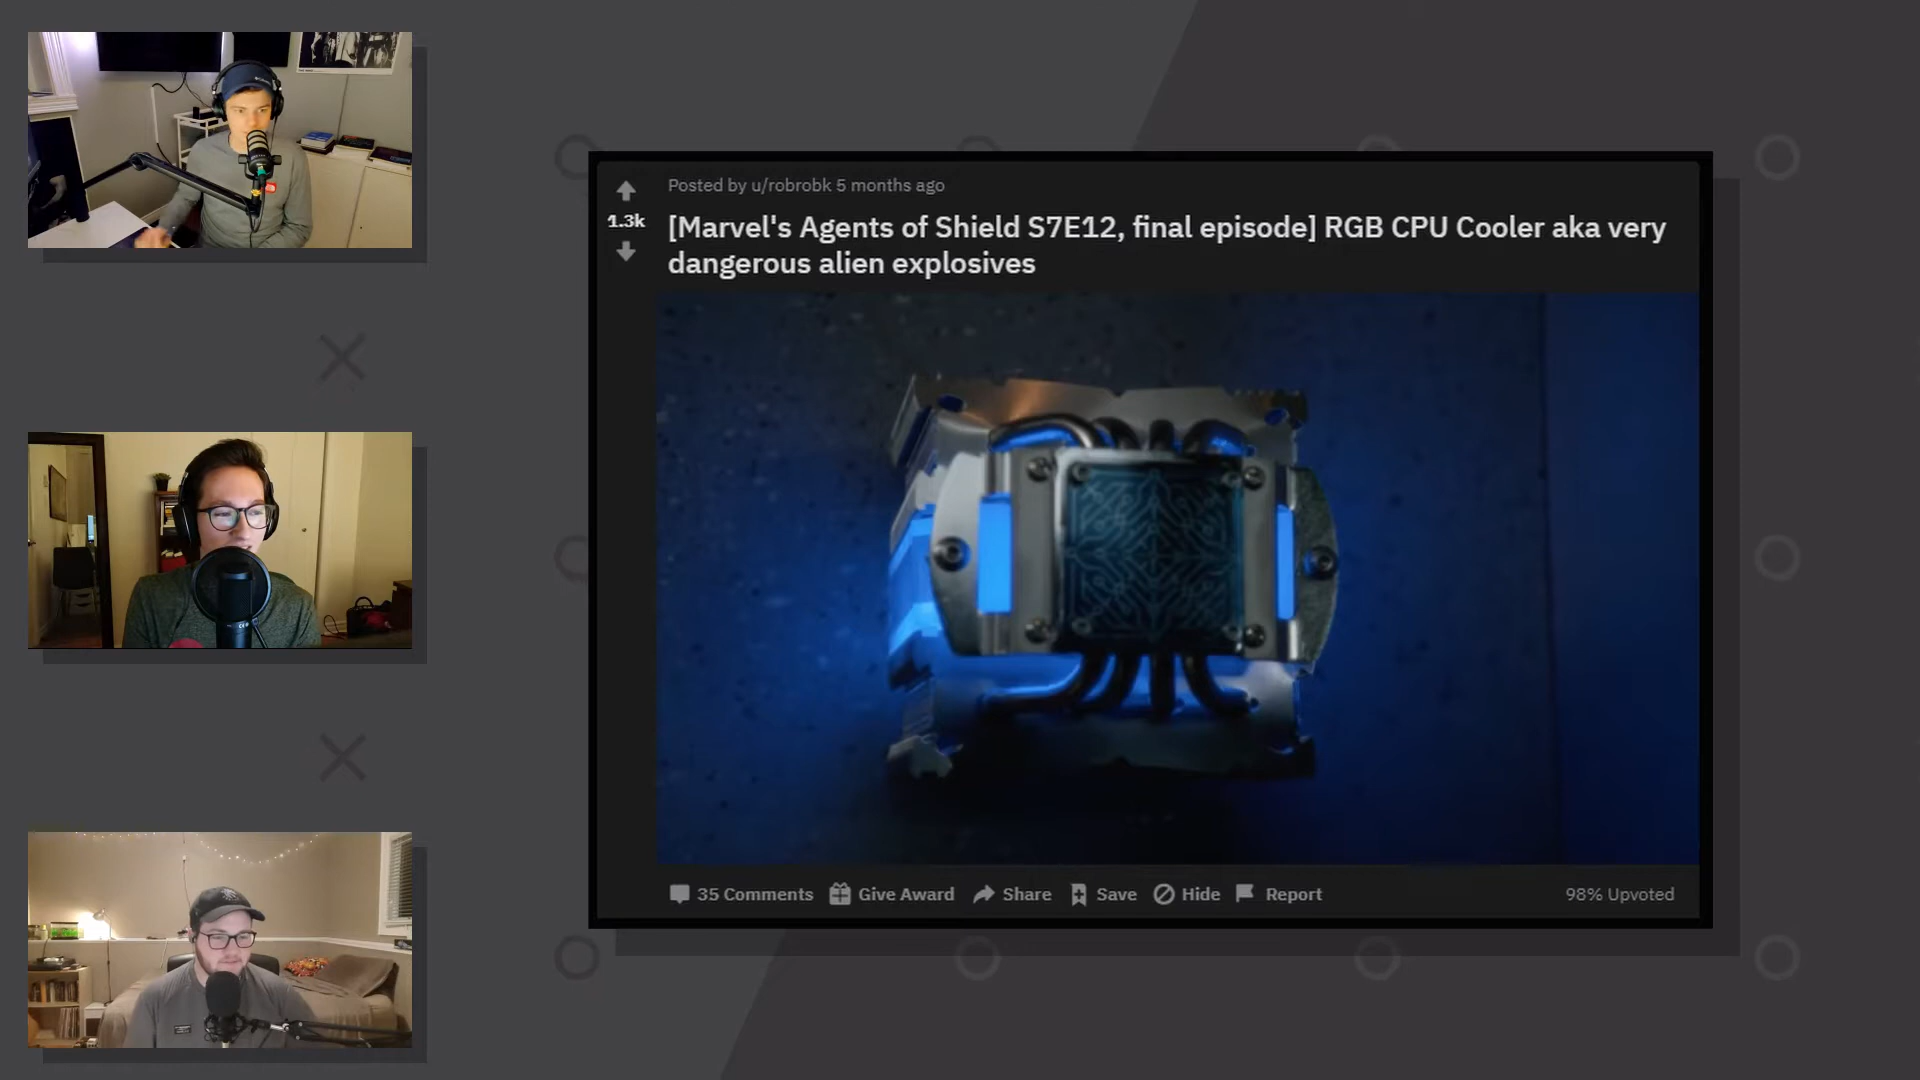 Posted by u/robrobk 5 months ago
1.3k
[Marvel's Agents of Shield S7E12, final episode] RGB CPU Cooler aka very
dangerous alien explosives
35 Comments Give Award Share Save Hide Report 98% Upvoted